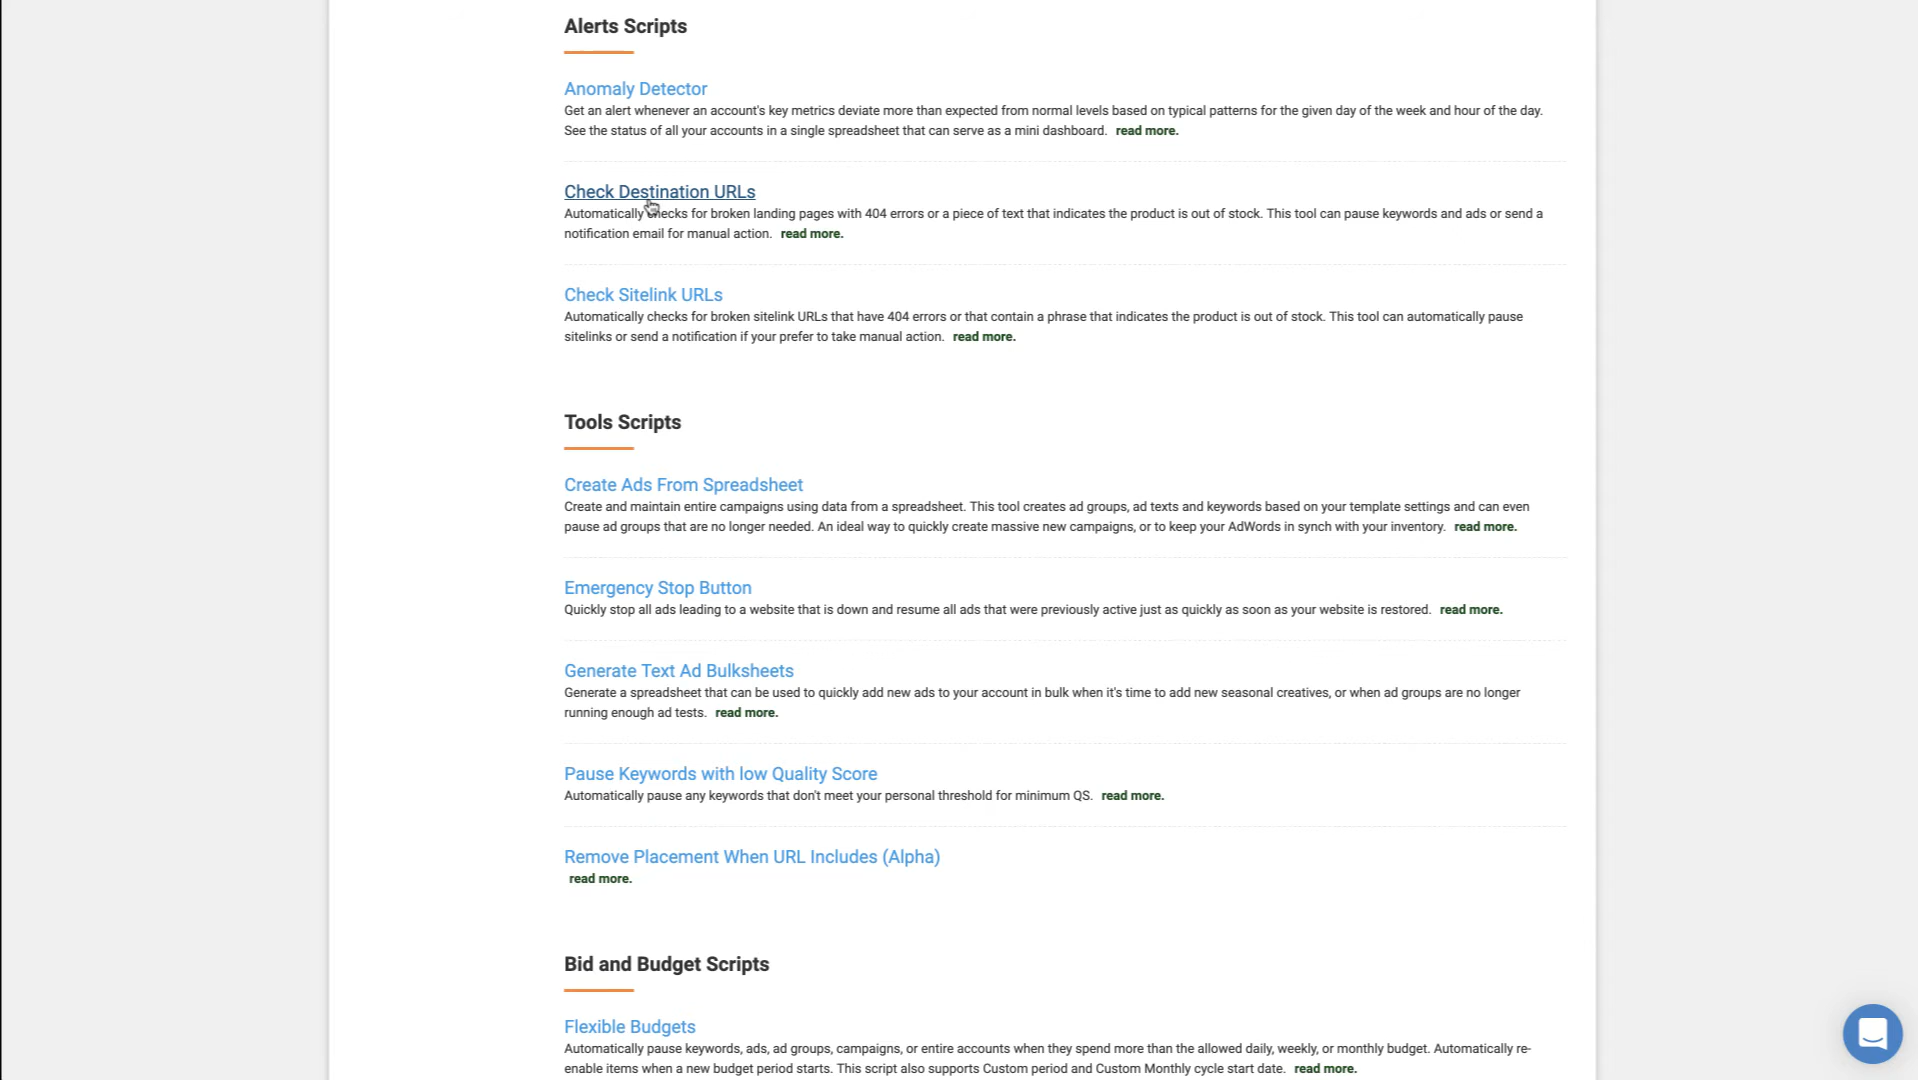 Alerts Scripts
Anomaly Detector
Get an alert whenever an account's key metrics deviate more than expected from normal levels based on typical patterns for the given day of the week and hour of the day.
See the status of all your accounts in a single spreadsheet that can serve as a mini dashboard. read more.
Check Destination URLs
Automatically checks for broken landing pages with 404 errors or a piece of text that indicates the product is out of stock. This tool can pause keywords and ads or send a
notification email for manual action. read more.
Check Sitelink URLs
Automatically checks for broken sitelink URLs that have 404 errors or that contain a phrase that indicates the product is out of stock. This tool can automatically pause
sitelinks or send a notification if your prefer to take manual action. read more.
Tools Scripts
Create Ads From Spreadsheet
Create and maintain entire campaigns using data from a spreadsheet. This tool creates ad groups, ad texts and keywords based on your template settings and can even
pause ad groups that are no longer needed. An ideal way to quickly create massive new campaigns, or to keep your AdWords in synch with your inventory. read more.
Emergency Stop Button
Quickly stop all ads leading to a website that is down and resume all ads that were previously active just as quickly as soon as your website is restored. read more.
Generate Text Ad Bulksheets
Generate a spreadsheet that can be used to quickly add new ads to your account in bulk when it's time to add new seasonal creatives, or when ad groups are no longer
running enough ad tests. read more.
Pause Keywords with low Quality Score
Automatically pause any keywords that don't meet your personal threshold for minimum QS. read more.
Remove Placement When URL Includes (Alpha)
read more.
Bid and Budget Scripts
Flexible Budgets
Automatically pause keywords, ads, ad groups, campaigns, or entire accounts when they spend more than the allowed daily, weekly, or monthly budget. Automatically re-
enable items when a new budget period starts. This script also supports Custom period and Custom Monthly cycle start date. read more.